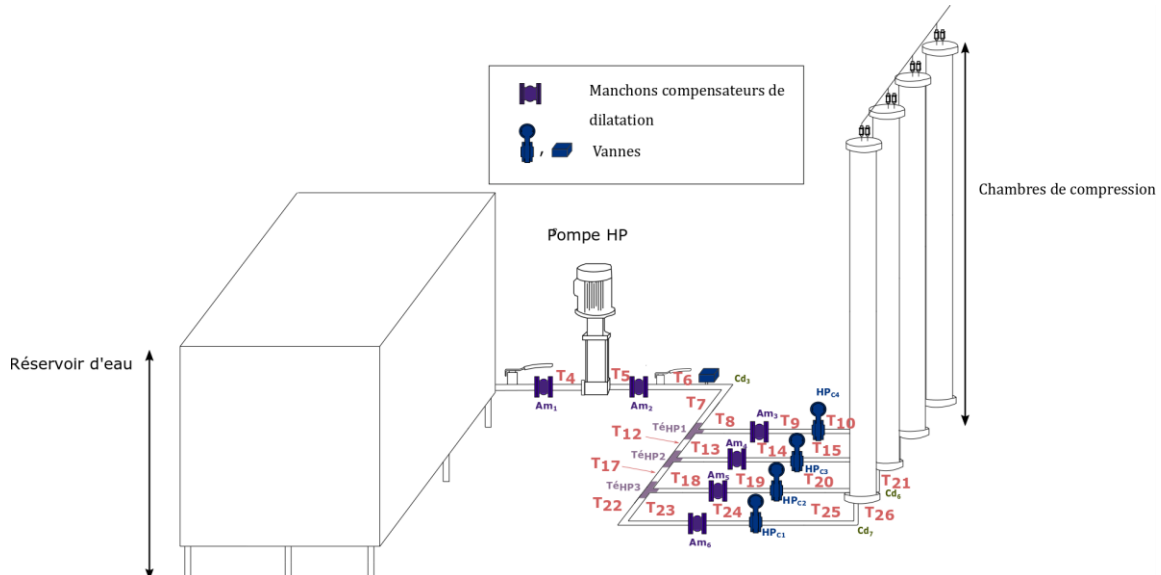 Manchons compensateurs de
dilatation
,
Vannes
Chambres de compression
Pompe HP
Réservoir d'eau
T4
T5
T6
Cd3
Am1
Am2
T7
HPC4
TéHP1
T8
Am3
T9
T10
T12
TéHP2
T13
Am4
T14
HPC3
T15
T17
TéHP3
T18
Am5
T19
HPC2
T20
T21
Cd6
T22
T23
T24
T25
T26
Am6
HPC1
Cd7